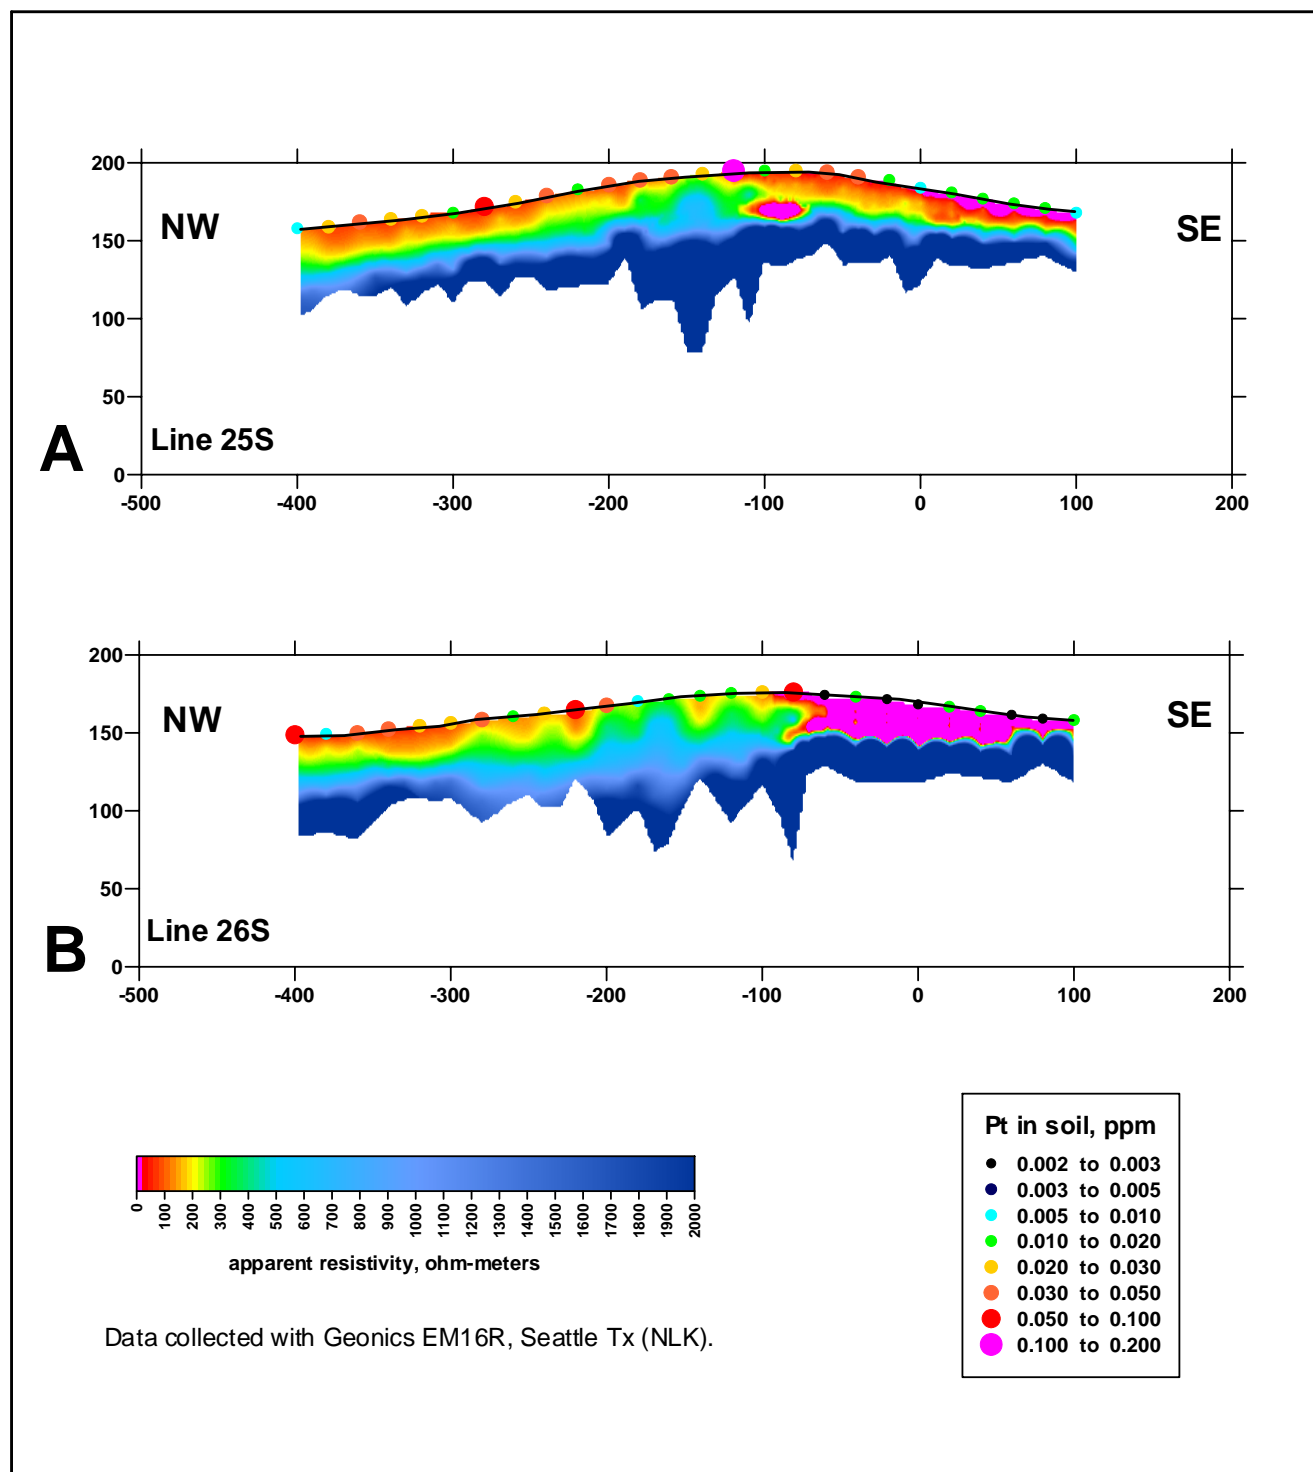 200
150
100
50
0
NW
SE
A
Line 25S
-500 -400 -300 -200 -100 0 100 200
200
150
100
50
0
NW
SE
B
Line 26S
-500 -400 -300 -200 -100 0 100 200
0 100 200 300 400 500 600 700 800 900 1000 1100 1200 1300 1400 1500 1600 1700 1800 1900 2000
apparent resistivity, ohm-meters
Data collected with Geonics EM16R, Seattle Tx (NLK).
Pt in soil, ppm
0.002 to 0.003
0.003 to 0.005
0.005 to 0.010
0.010 to 0.020
0.020 to 0.030
0.030 to 0.050
0.050 to 0.100
0.100 to 0.200